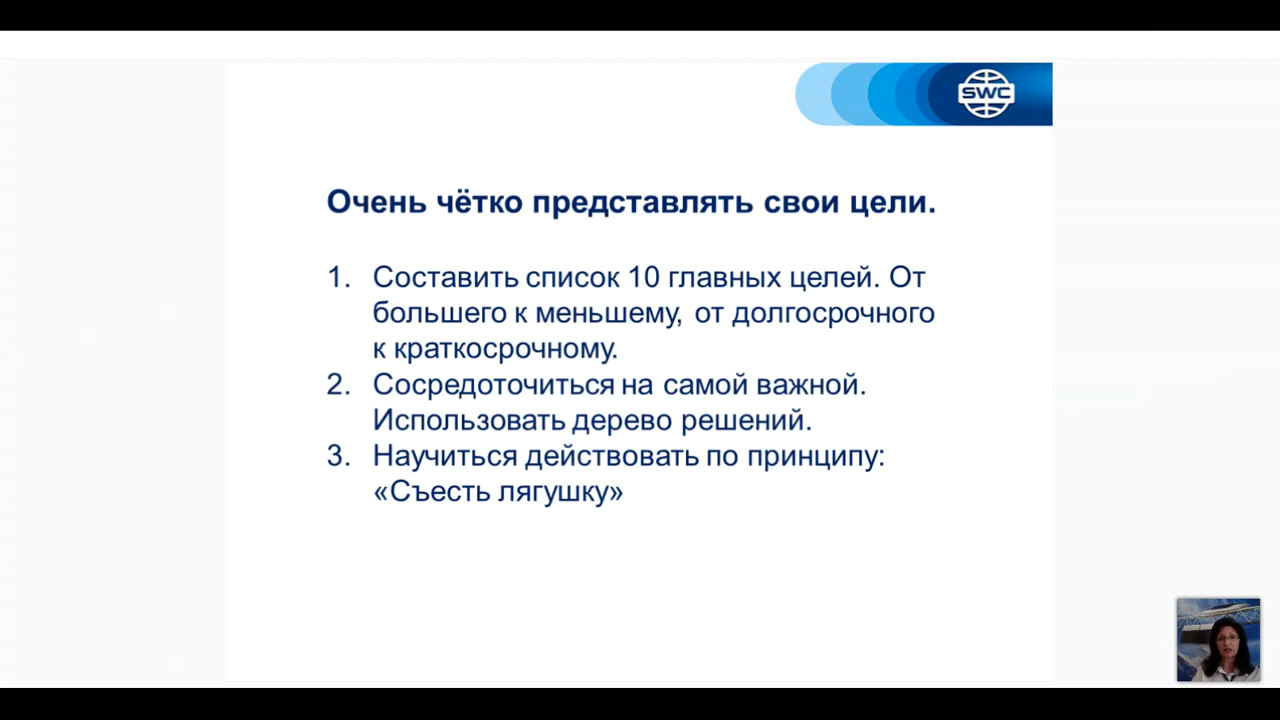 SWC
Очень чётко представлять свои цели.
1. Составить список 10 главных целей. От
большего к меньшему, от долгосрочного
к краткосрочному.
2. Сосредоточиться на самой важной.
Использовать дерево решений.
3. Научиться действовать по принципу:
«Съесть лягушку»